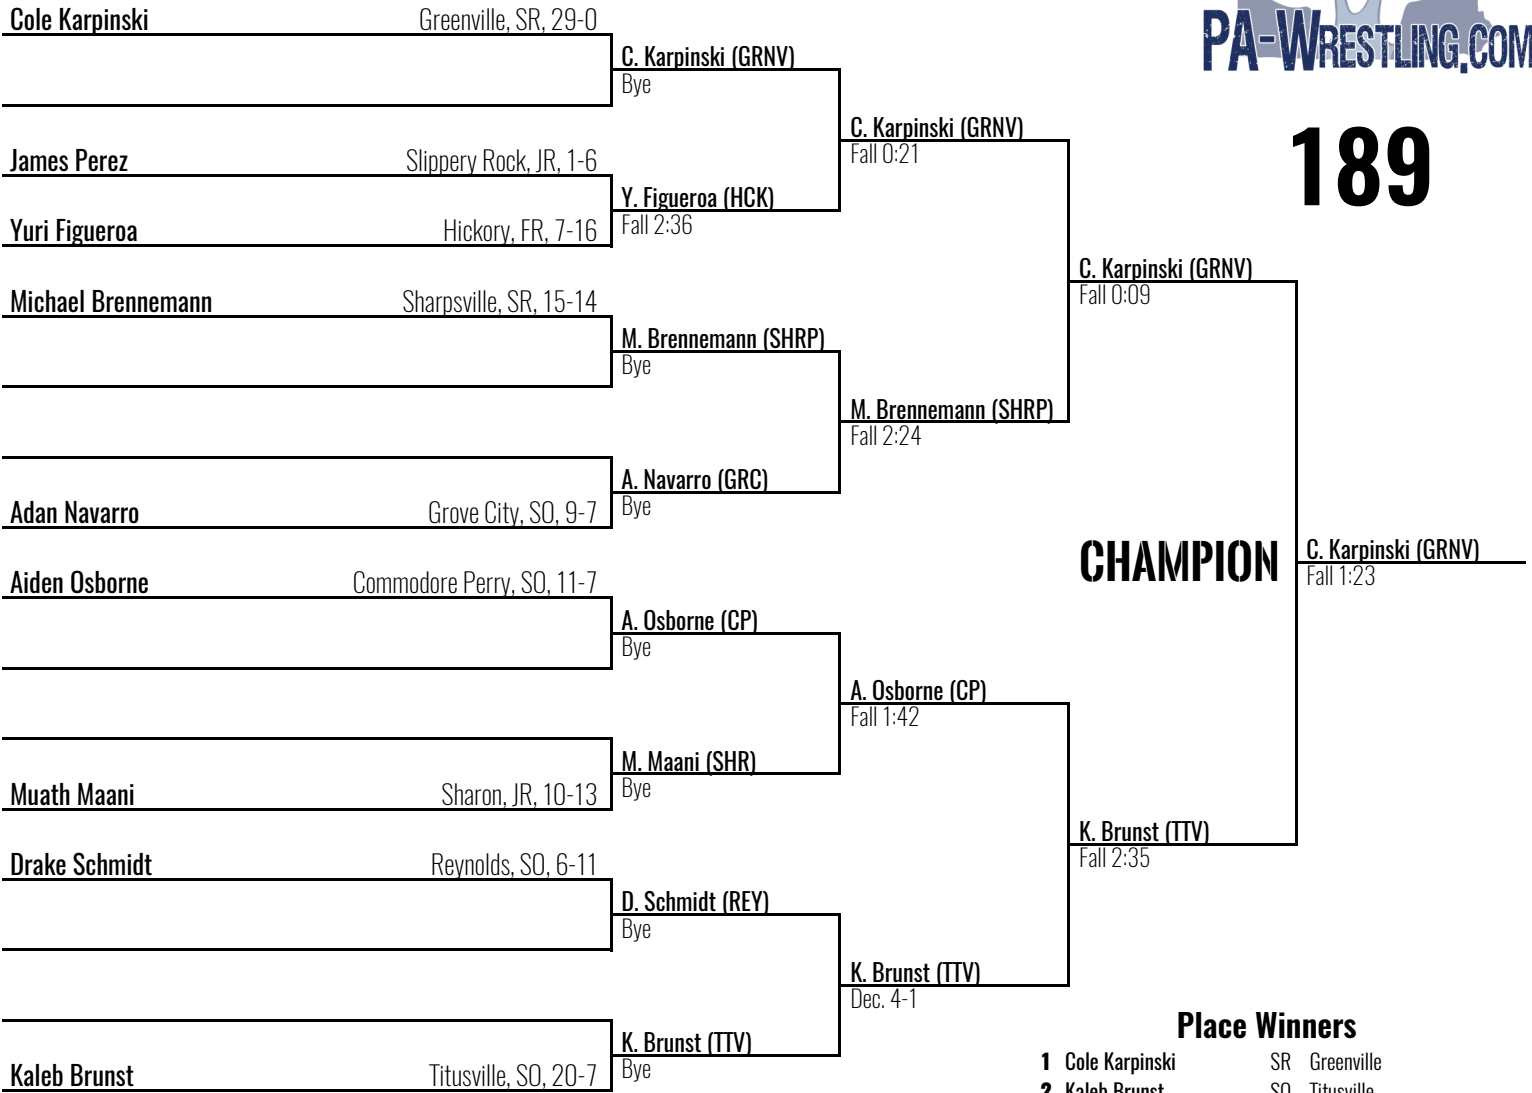 Cole Karpinski Greenville, SR, 29-0
C. Karpinski (GRNV)
Bye
James Perez Slippery Rock, JR, 1-6
Yuri Figueroa Hickory, FR, 7-16
Y. Figueroa (HCK)
Fall 2:36
C. Karpinski (GRNV)
Fall 0:21
Michael Brennemann Sharpsville, SR, 15-14
M. Brennemann (SHRP)
Bye
Adan Navarro Grove City, SO, 9-7
A. Navarro (GRC)
Bye
M. Brennemann (SHRP)
Fall 2:24
C. Karpinski (GRNV)
Fall 0:09
Aiden Osborne Commodore Perry, SO, 11-7
A. Osborne (CP)
Bye
Muath Maani Sharon, JR, 10-13
M. Maani (SHR)
Bye
A. Osborne (CP)
Fall 1:42
Drake Schmidt Reynolds, SO, 6-11
D. Schmidt (REY)
Bye
Kaleb Brunst Titusville, SO, 20-7
K. Brunst (TTV)
Bye
K. Brunst (TTV)
Dec. 4-1
K. Brunst (TTV)
Fall 2:35
CHAMPION
C. Karpinski (GRNV)
Fall 1:23
PA-WRESTLING.COM
189
Place Winners
1 Cole Karpinski SR Greenville
2 Kaleb Brunst SO Titusville